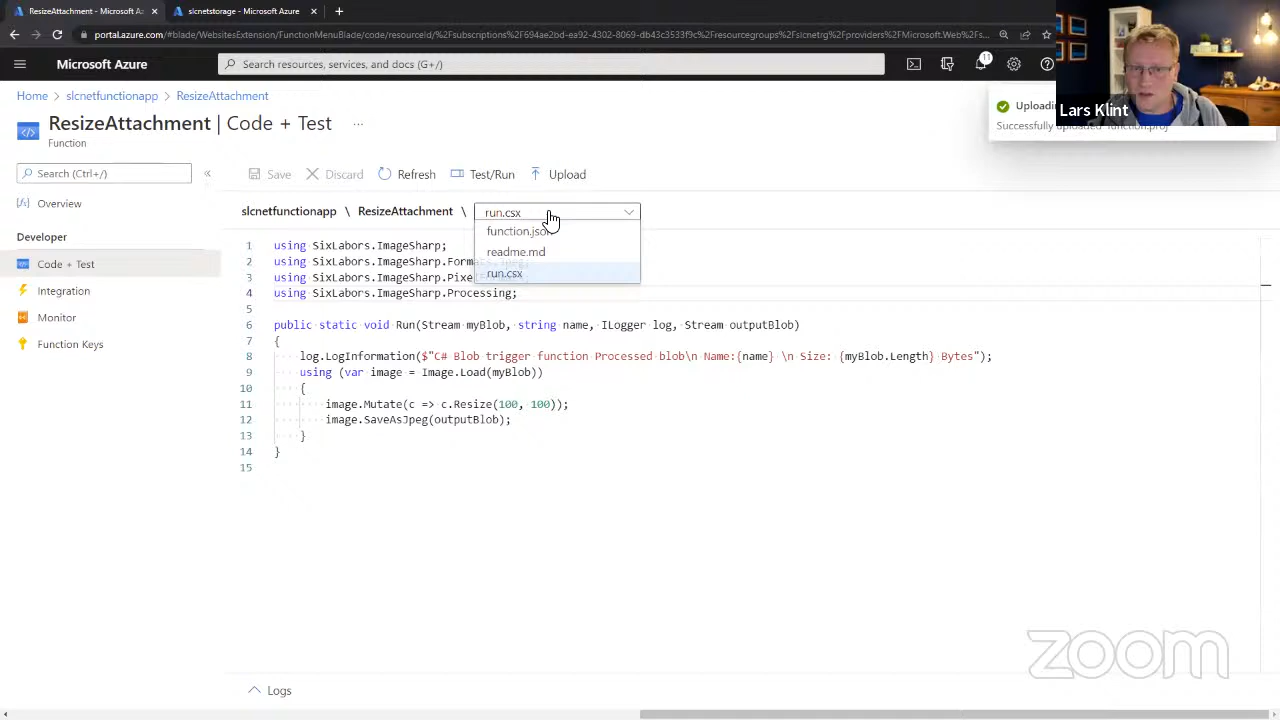 ResizeAttachment - Microsoft Az
slcnetstorage - Microsoft Azure
portal.azure.com/#blade/WebsitesExtension/FunctionMenuBlade/code/resourceId/%2Fsubscriptions%2F694ae2bd-ea92-4302-8069-db43c3533f9c%2Fresourcegroups%2Fslcnetrg%2Fproviders%2FMicrosoft.Web%2Fs...
Microsoft Azure
Search resources, services, and docs (G+/)
11
Home > slcnetfunctionapp > ResizeAttachment
ResizeAttachment | Code + Test ...
Function
Successfully uploaded 'function.proj'
Lars Klint
Search (Ctrl+/)
Save Discard Refresh Test/Run Upload
Overview
Developer
Code + Test
Integration
Monitor
Function Keys
slcnetfunctionapp \ ResizeAttachment \ run.csx
function.json
readme.md
run.csx
1 using SixLabors.ImageSharp;
2 using SixLabors.ImageSharp.Formats.Jpeg;
3 using SixLabors.ImageSharp.Pixel
4 using SixLabors.ImageSharp.Processing;
5
6 public static void Run(Stream myBlob, string name, ILogger log, Stream outputBlob)
7 {
8 log.LogInformation($"C# Blob trigger function Processed blob\n Name:{name} \n Size: {myBlob.Length} Bytes");
9 using (var image = Image.Load(myBlob))
10 {
11 image.Mutate(c => c.Resize(100, 100));
12 image.SaveAsJpeg(outputBlob);
13 }
14 }
15
Logs
zoom